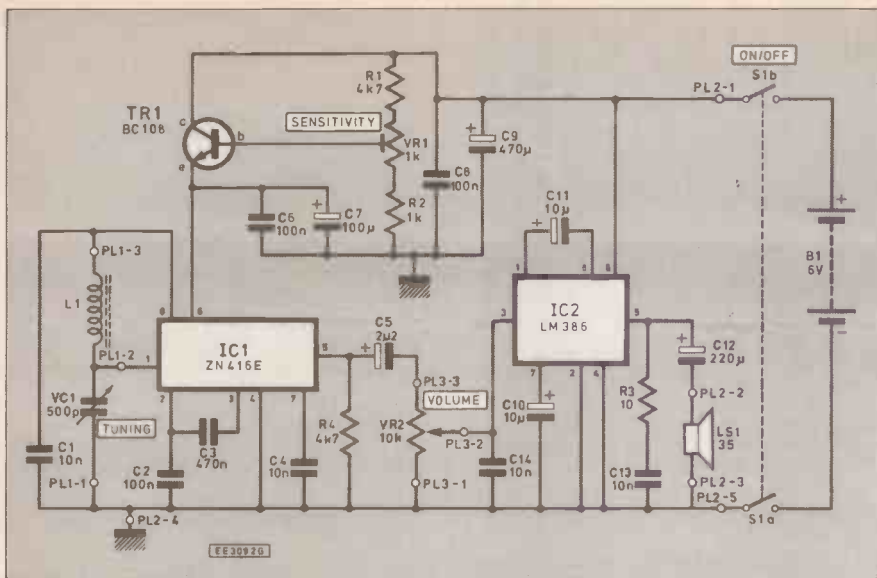 ON/OFF
S1b
PL2-1
R1
4k7
TR1
BC108
c
b
e
SENSITIVITY
VR1
1k
R2
1k
C9
470µ
+
C8
100n
C6
100n
C7
100µ
+
C11
10µ
+
B1
6V
+
PL1-3
L1
PL1-2
VC1
500p
TUNING
C1
10n
PL1-1
PL2-4
8
6
1
IC1
ZN416E
5
2
3
4
7
C2
100n
C3
470n
C4
10n
R4
4k7
C5
2µ2
+
PL3-3
VOLUME
VR2
10k
PL3-2
PL3-1
C14
10n
1
8
6
3
IC2
LM386
5
7
2
4
C10
10µ
+
R3
10
C13
10n
C12
220µ
+
PL2-2
LS1
35
PL2-3
PL2-5
S1a
EE3092G